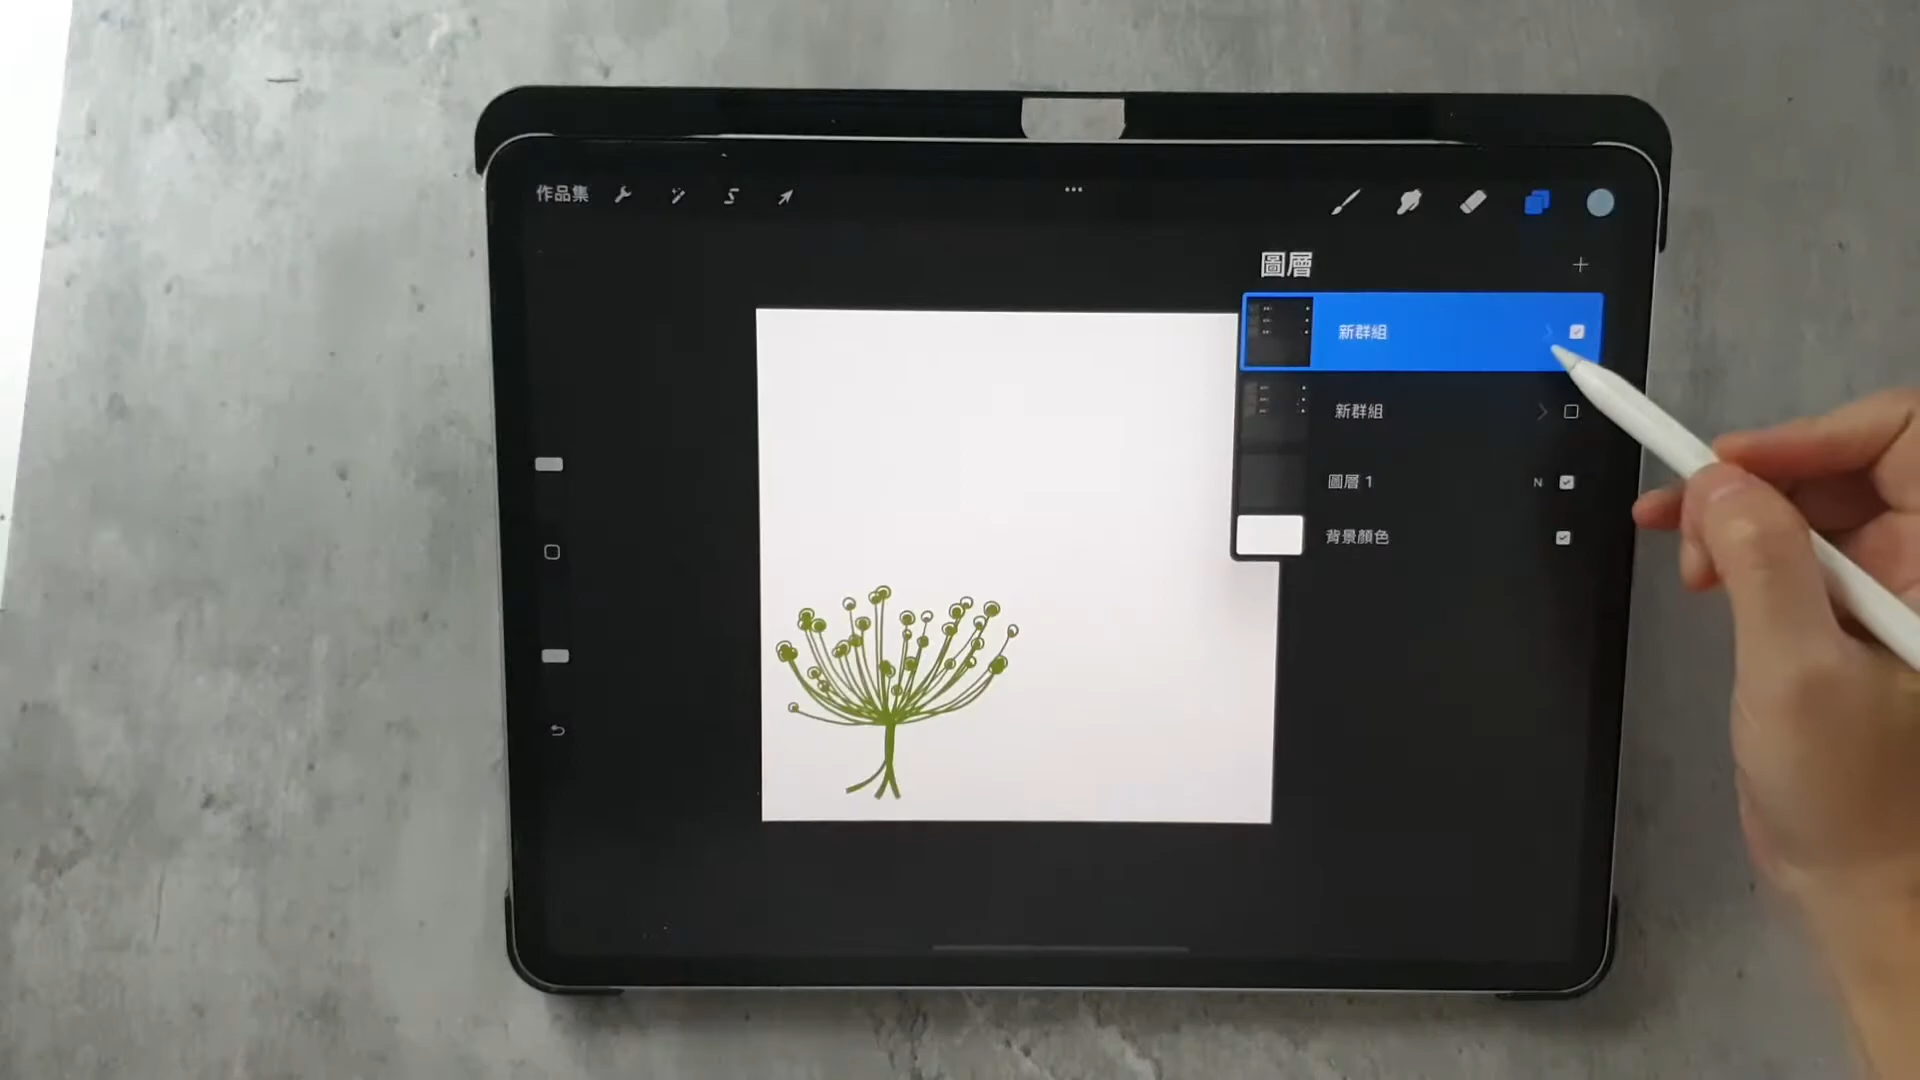 作品集
圖層
新群組
新群組
圖層 1 N
背景顏色